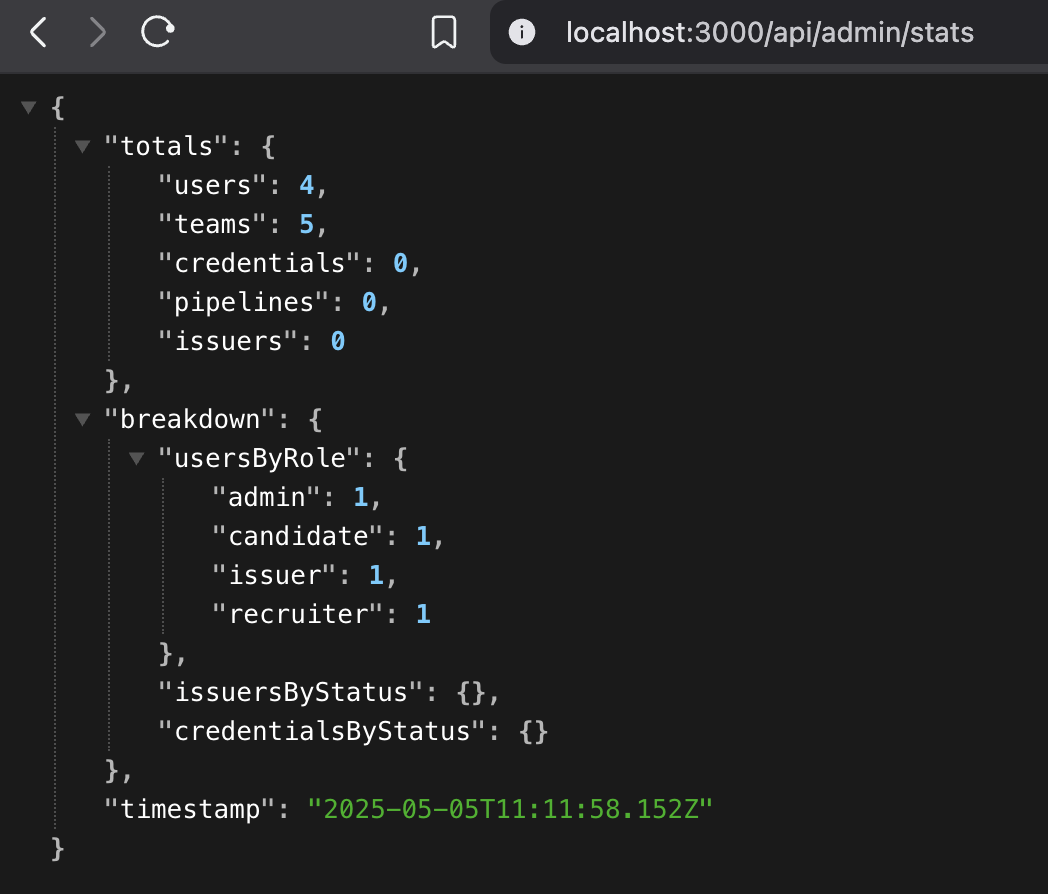 localhost:3000/api/admin/stats
{
"totals": {
"users": 4,
"teams": 5,
"credentials": 0,
"pipelines": 0,
"issuers": 0
},
"breakdown": {
"usersByRole": {
"admin": 1,
"candidate": 1,
"issuer": 1,
"recruiter": 1
},
"issuersByStatus": {},
"credentialsByStatus": {}
},
"timestamp": "2025-05-05T11:11:58.152Z"
}